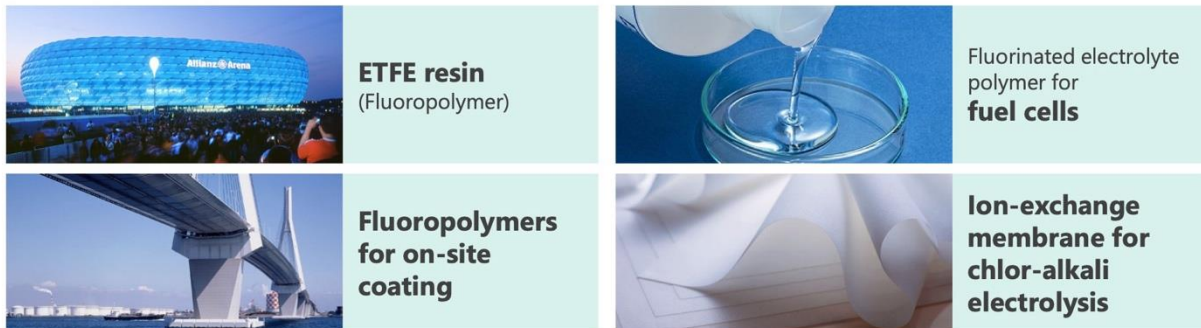 Allianz Arena
ETFE resin
(Fluoropolymer)
Fluorinated electrolyte
polymer for
fuel cells
Fluoropolymers
for on-site
coating
Ion-exchange
membrane for
chlor-alkali
electrolysis